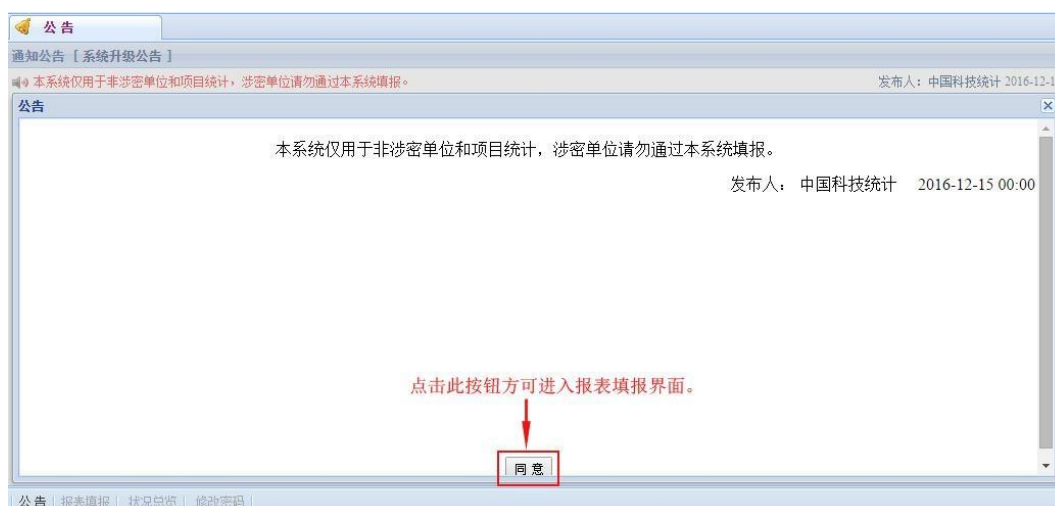 公告
通知公告 [ 系统升级公告 ]
本系统仅用于非涉密单位和项目统计，涉密单位请勿通过本系统填报。 发布人：中国科技统计 2016-12-1
公告
本系统仅用于非涉密单位和项目统计，涉密单位请勿通过本系统填报。
发布人： 中国科技统计 2016-12-15 00:00
点击此按钮方可进入报表填报界面。
同意
公告 | 报表填报 | 状况总览 | 修改密码 |